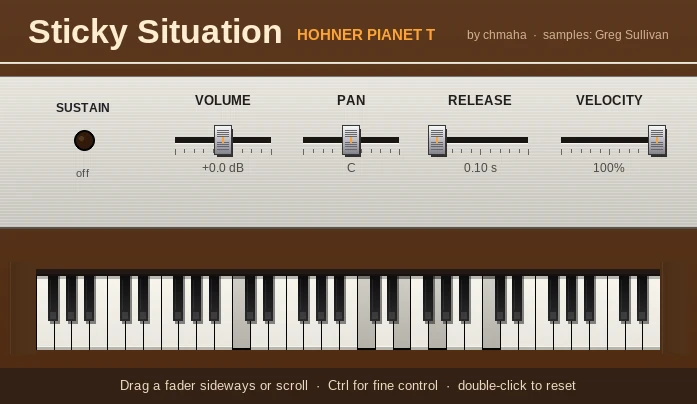 Sticky Situation HOHNER PIANET T by chmaha · samples: Greg Sullivan
SUSTAIN VOLUME PAN RELEASE VELOCITY
off +0.0 dB C 0.10 s 100%
Drag a fader sideways or scroll · Ctrl for fine control · double-click to reset